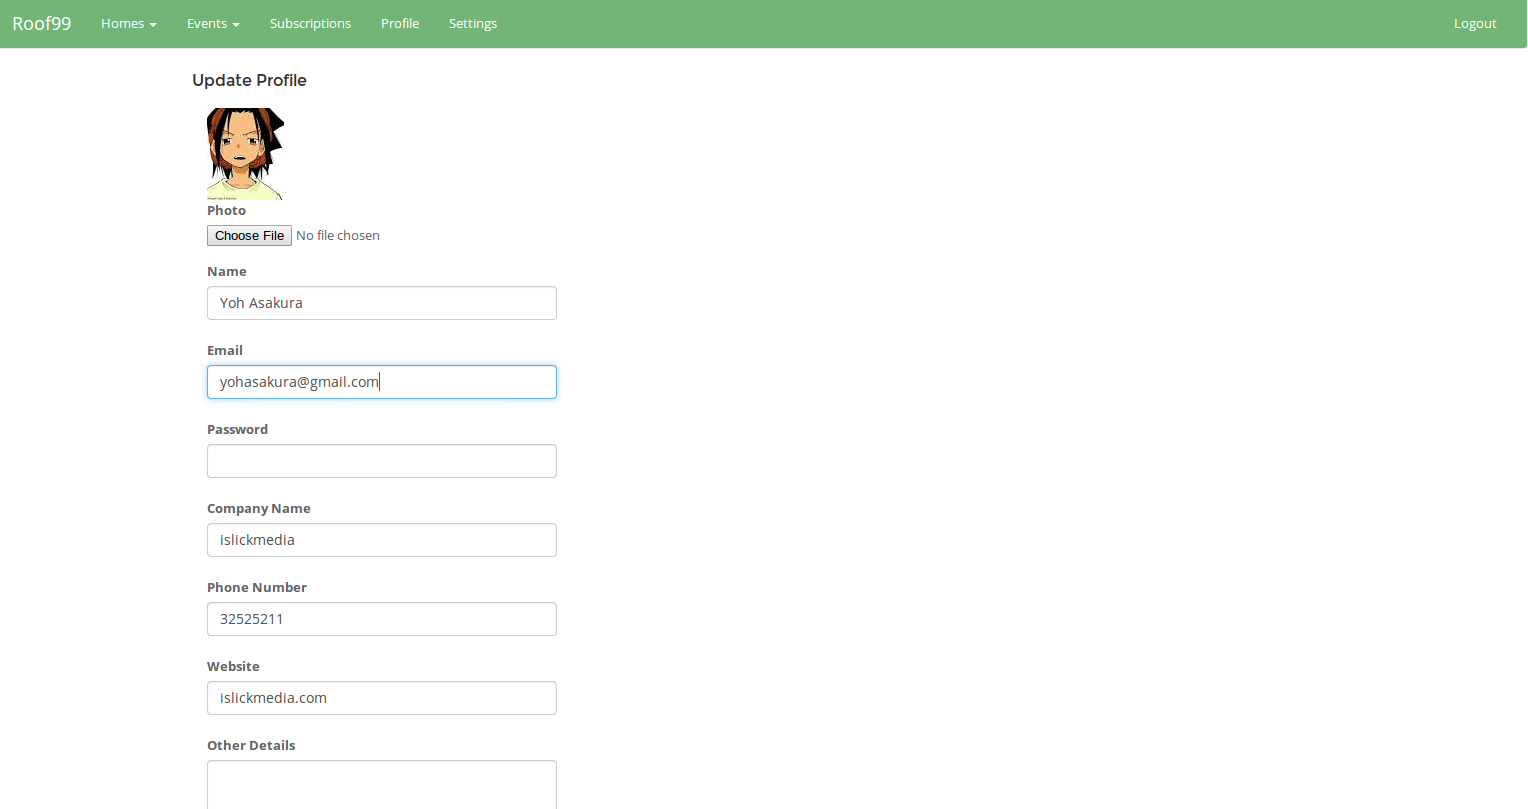 Roof99 Homes Events Subscriptions Profile Settings Logout
Update Profile
Photo
Choose File No file chosen
Name
Yoh Asakura
Email
yohasakura@gmail.com
Password
Company Name
islickmedia
Phone Number
32525211
Website
islickmedia.com
Other Details